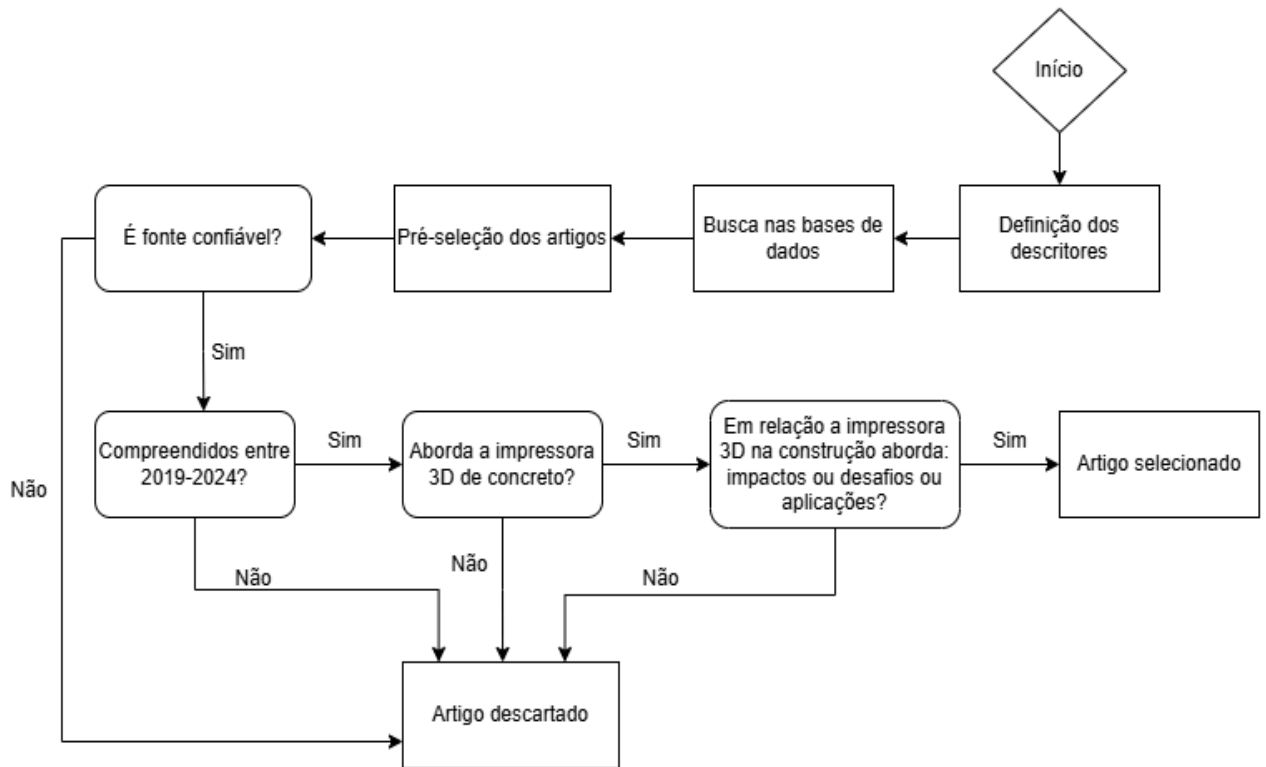 Início
Definição dos
descritores
Busca nas bases de
dados
Pré-seleção dos artigos
É fonte confiável?
Sim
Não
Compreendidos entre
2019-2024?
Sim
Aborda a impressora
3D de concreto?
Sim
Em relação a impressora
3D na construção aborda:
impactos ou desafios ou
aplicações?
Sim
Artigo selecionado
Não
Não
Não
Artigo descartado